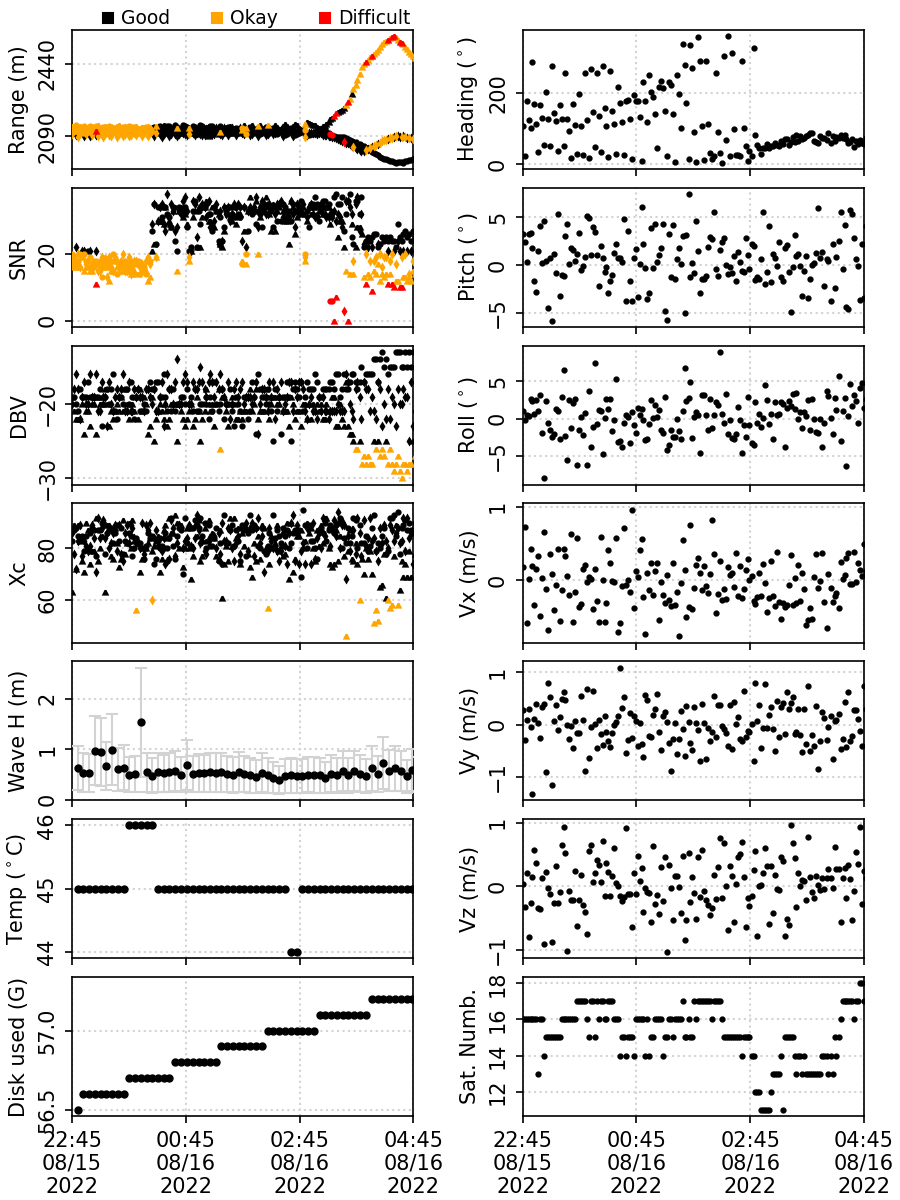 Good Okay Difficult
Range (m)
2440
2090
Heading (°)
200
0
SNR
20
0
Pitch (°)
5
0
−5
DBV
−20
−30
Roll (°)
5
0
−5
Xc
80
60
Vx (m/s)
1
0
Wave H (m)
2
1
0
Vy (m/s)
1
0
−1
Temp (°C)
46
45
44
Vz (m/s)
1
0
−1
Disk used (G)
57.0
56.5
Sat. Numb.
18
16
14
12
22:45 00:45 02:45 04:45
08/15 08/16 08/16 08/16
2022 2022 2022 2022
22:45 00:45 02:45 04:45
08/15 08/16 08/16 08/16
2022 2022 2022 2022